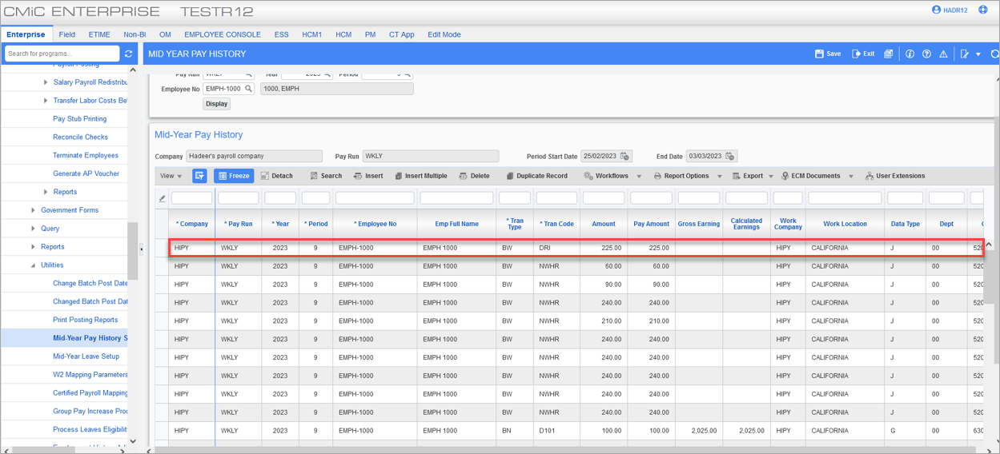 CMiC ENTERPRISE TESTR12
HADR12
Enterprise Field ETIME Non-BI OM EMPLOYEE CONSOLE ESS HCM1 HCM PM CT App Edit Mode
Search for programs...
MID YEAR PAY HISTORY
Save Exit
Payroll Posting
Salary Payroll Redistribu
Transfer Labor Costs Be
Pay Stub Printing
Reconcile Checks
Terminate Employees
Generate AP Voucher
Reports
Government Forms
Query
Reports
Utilities
Change Batch Post Date
Changed Batch Post Dat
Print Posting Reports
Mid-Year Pay History S
Mid-Year Leave Setup
W2 Mapping Parameters
Certified Payroll Mapping
Group Pay Increase Pro
Process Leaves Eligibilit
Pay Run WKLY Year 2023 Period 9
Employee No EMPH-1000 1000, EMPH
Display
Mid-Year Pay History
Company Hadeer's payroll company Pay Run WKLY Period Start Date 25/02/2023 End Date 03/03/2023
View Freeze Detach Search Insert Insert Multiple Delete Duplicate Record Workflows Report Options Export ECM Documents User Extensions
* Company * Pay Run * Year * Period * Employee No Emp Full Name * Tran Type * Tran Code Amount Pay Amount Gross Earning Calculated Earnings Work Company Work Location Data Type Dept
HIPY WKLY 2023 9 EMPH-1000 EMPH 1000 BW DRI 225.00 225.00 HIPY CALIFORNIA J 00 520
HIPY WKLY 2023 9 EMPH-1000 EMPH 1000 BW NWHR 60.00 60.00 HIPY CALIFORNIA J 00 520
HIPY WKLY 2023 9 EMPH-1000 EMPH 1000 BW NWHR 90.00 90.00 HIPY CALIFORNIA J 00 520
HIPY WKLY 2023 9 EMPH-1000 EMPH 1000 BW NWHR 240.00 240.00 HIPY CALIFORNIA J 00 520
HIPY WKLY 2023 9 EMPH-1000 EMPH 1000 BW NWHR 210.00 210.00 HIPY CALIFORNIA J 00 520
HIPY WKLY 2023 9 EMPH-1000 EMPH 1000 BW NWHR 240.00 240.00 HIPY CALIFORNIA J 00 520
HIPY WKLY 2023 9 EMPH-1000 EMPH 1000 BW NWHR 240.00 240.00 HIPY CALIFORNIA J 00 520
HIPY WKLY 2023 9 EMPH-1000 EMPH 1000 BW NWHR 240.00 240.00 HIPY CALIFORNIA J 00 520
HIPY WKLY 2023 9 EMPH-1000 EMPH 1000 BW NWHR 240.00 240.00 HIPY CALIFORNIA J 00 520
HIPY WKLY 2023 9 EMPH-1000 EMPH 1000 BW NWHR 240.00 240.00 HIPY CALIFORNIA J 00 520
HIPY WKLY 2023 9 EMPH-1000 EMPH 1000 BN D101 100.00 100.00 2,025.00 2,025.00 HIPY CALIFORNIA G 00 630